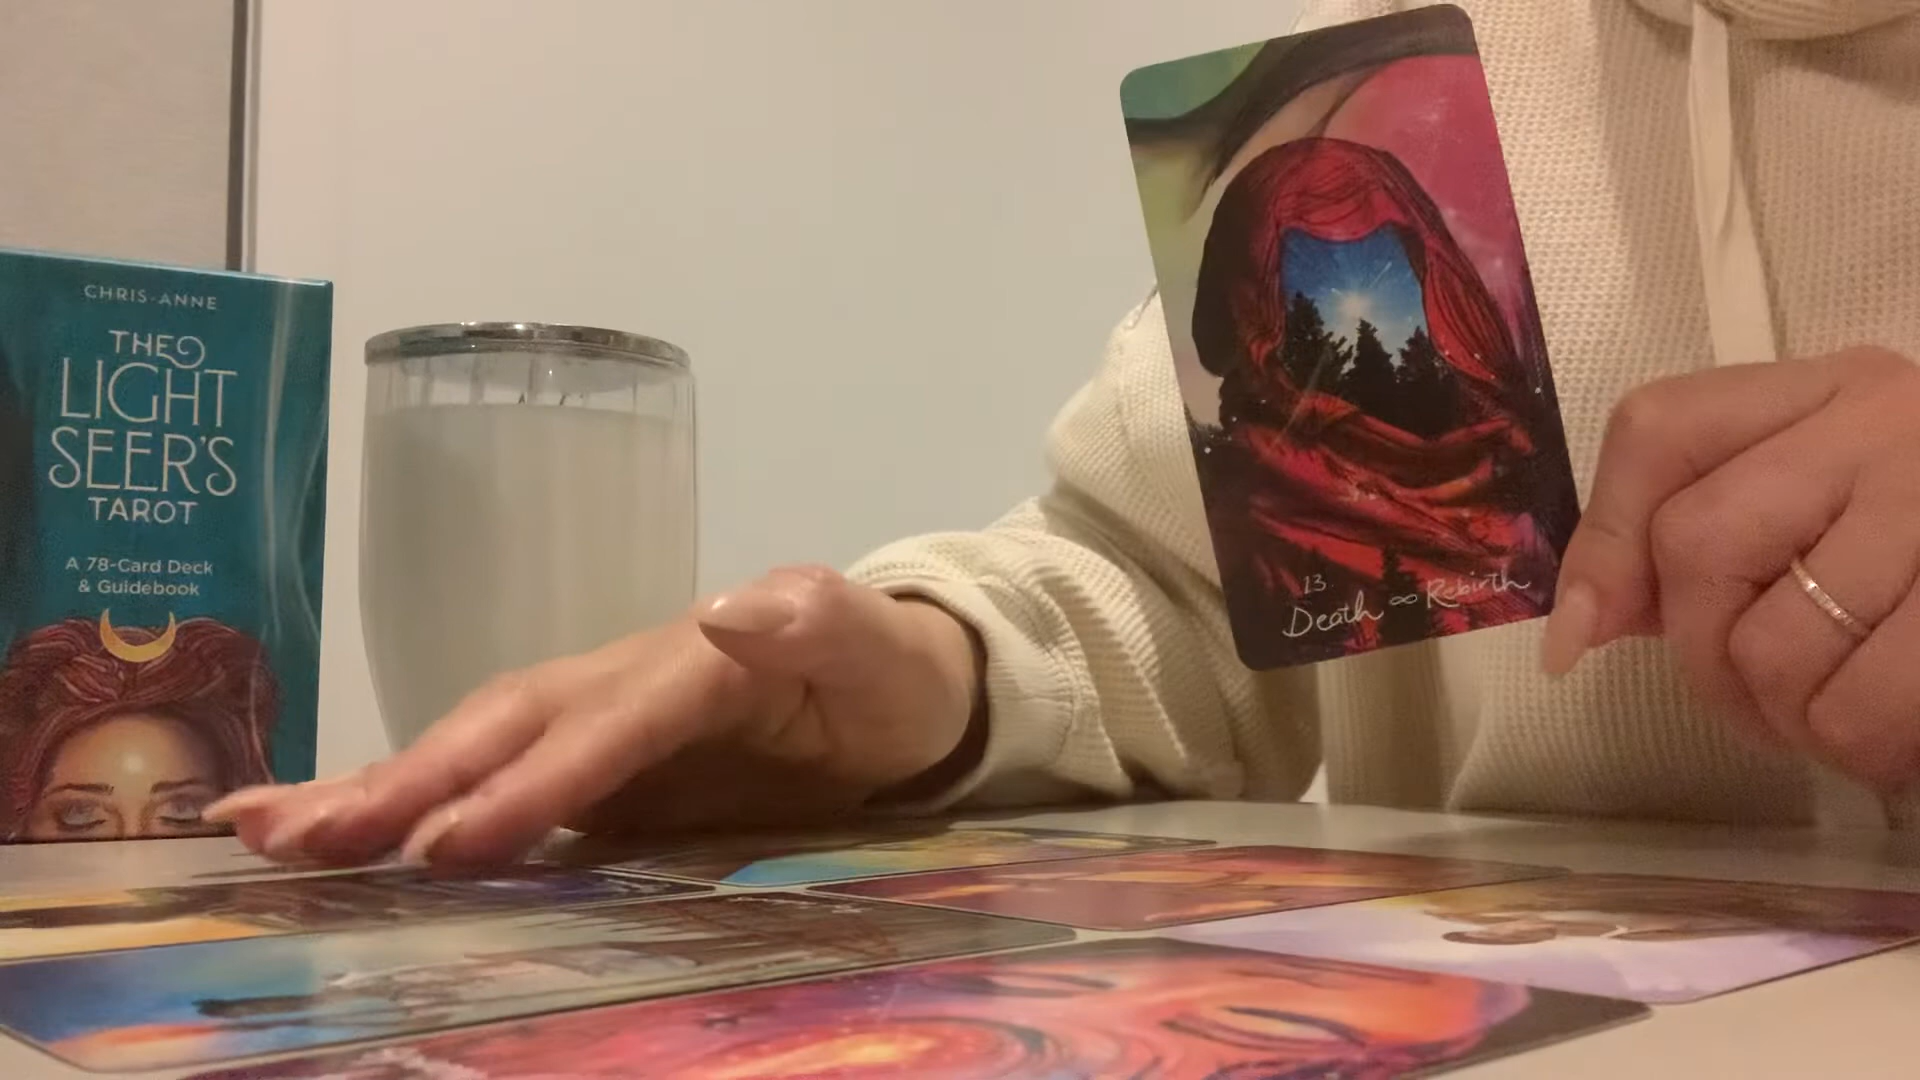 CHRIS-ANNE
THE
LIGHT
SEER'S
TAROT
A 78-CARD DECK
& GUIDEBOOK
13
Death ∞ Rebirth